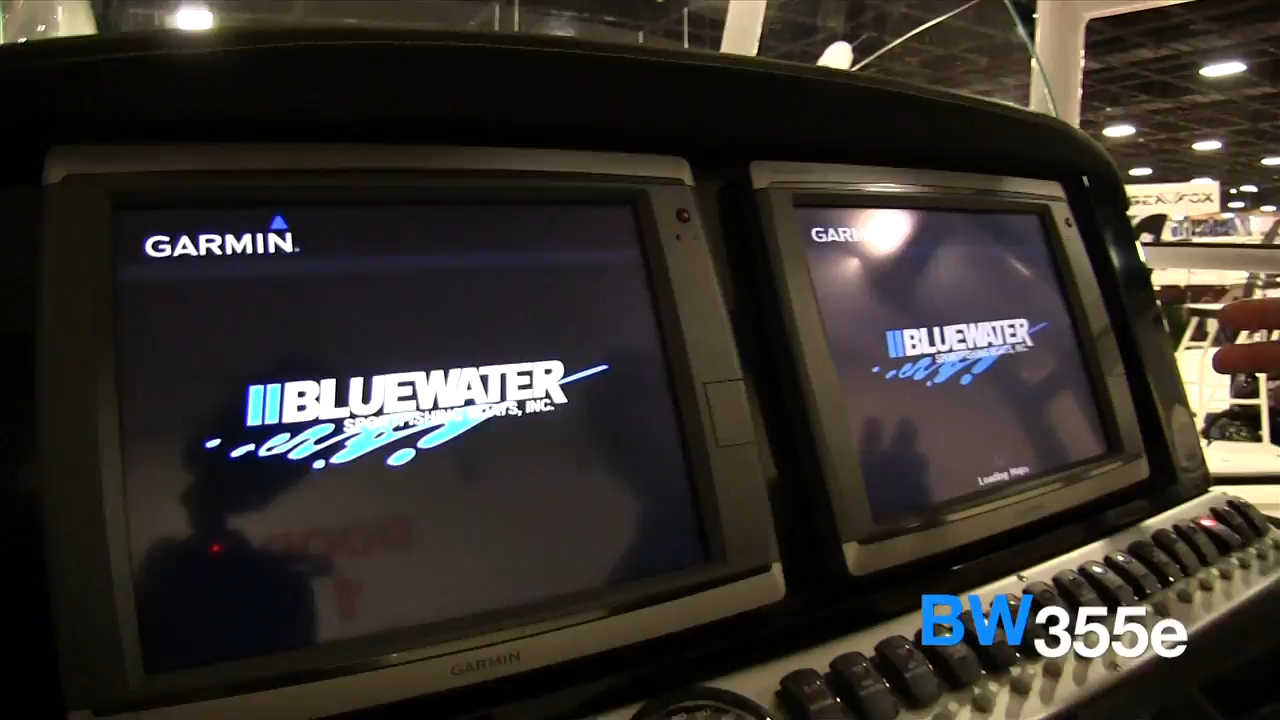 GARMIN
BLUEWATER
SPORTFISHING BOATS, INC.
GARMIN
GARMIN
BLUEWATER
SPORTFISHING BOATS, INC.
Loading Maps
SEA FOX
BW355e